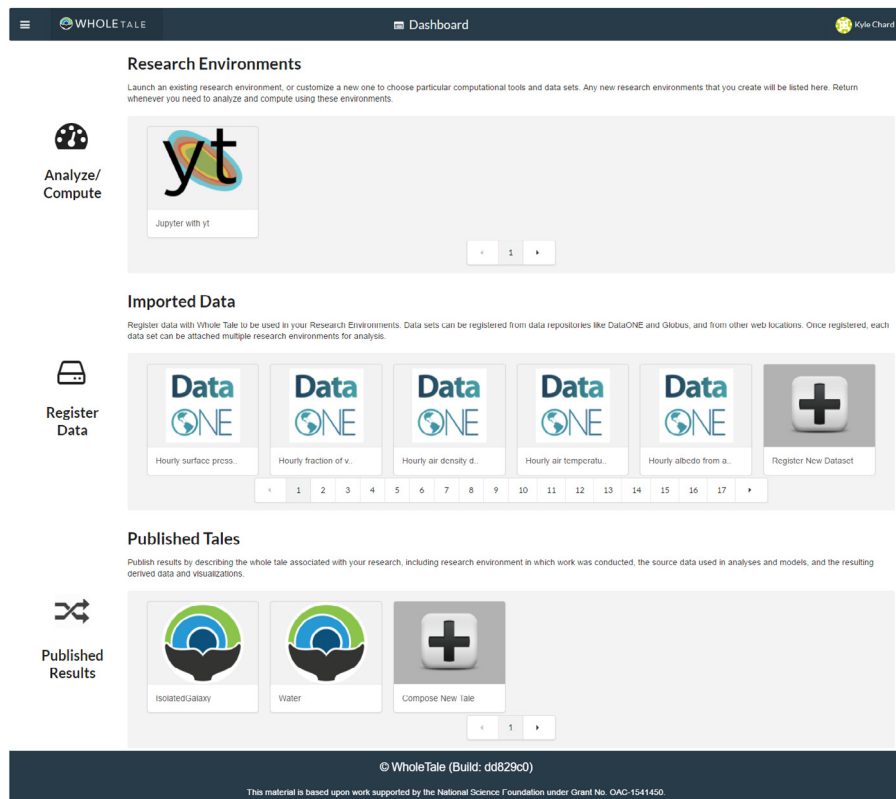 WHOLETALE
Dashboard
Kyle Chard
Research Environments
Launch an existing research environment, or customize a new one to choose particular computational tools and data sets. Any new research environments that you create will be listed here. Return
whenever you need to analyze and compute using these environments.
Analyze/
Compute
yt
Jupyter with yt
1
Imported Data
Register data with Whole Tale to be used in your Research Environments. Data sets can be registered from data repositories like DataONE and Globus, and from other web locations. Once registered, each
data set can be attached multiple research environments for analysis.
Register
Data
Data ONE
Data ONE
Data ONE
Data ONE
Data ONE
Hourly surface press..
Hourly fraction of v..
Hourly air density d..
Hourly air temperatu..
Hourly albedo from a..
Register New Dataset
1 2 3 4 5 6 7 8 9 10 11 12 13 14 15 16 17
Published Tales
Publish results by describing the whole tale associated with your research, including research environment in which work was conducted, the source data used in analyses and models, and the resulting
derived data and visualizations.
Published
Results
IsolatedGalaxy
Water
Compose New Tale
1
© WholeTale (Build: dd829c0)
This material is based upon work supported by the National Science Foundation under Grant No. OAC-1541450.